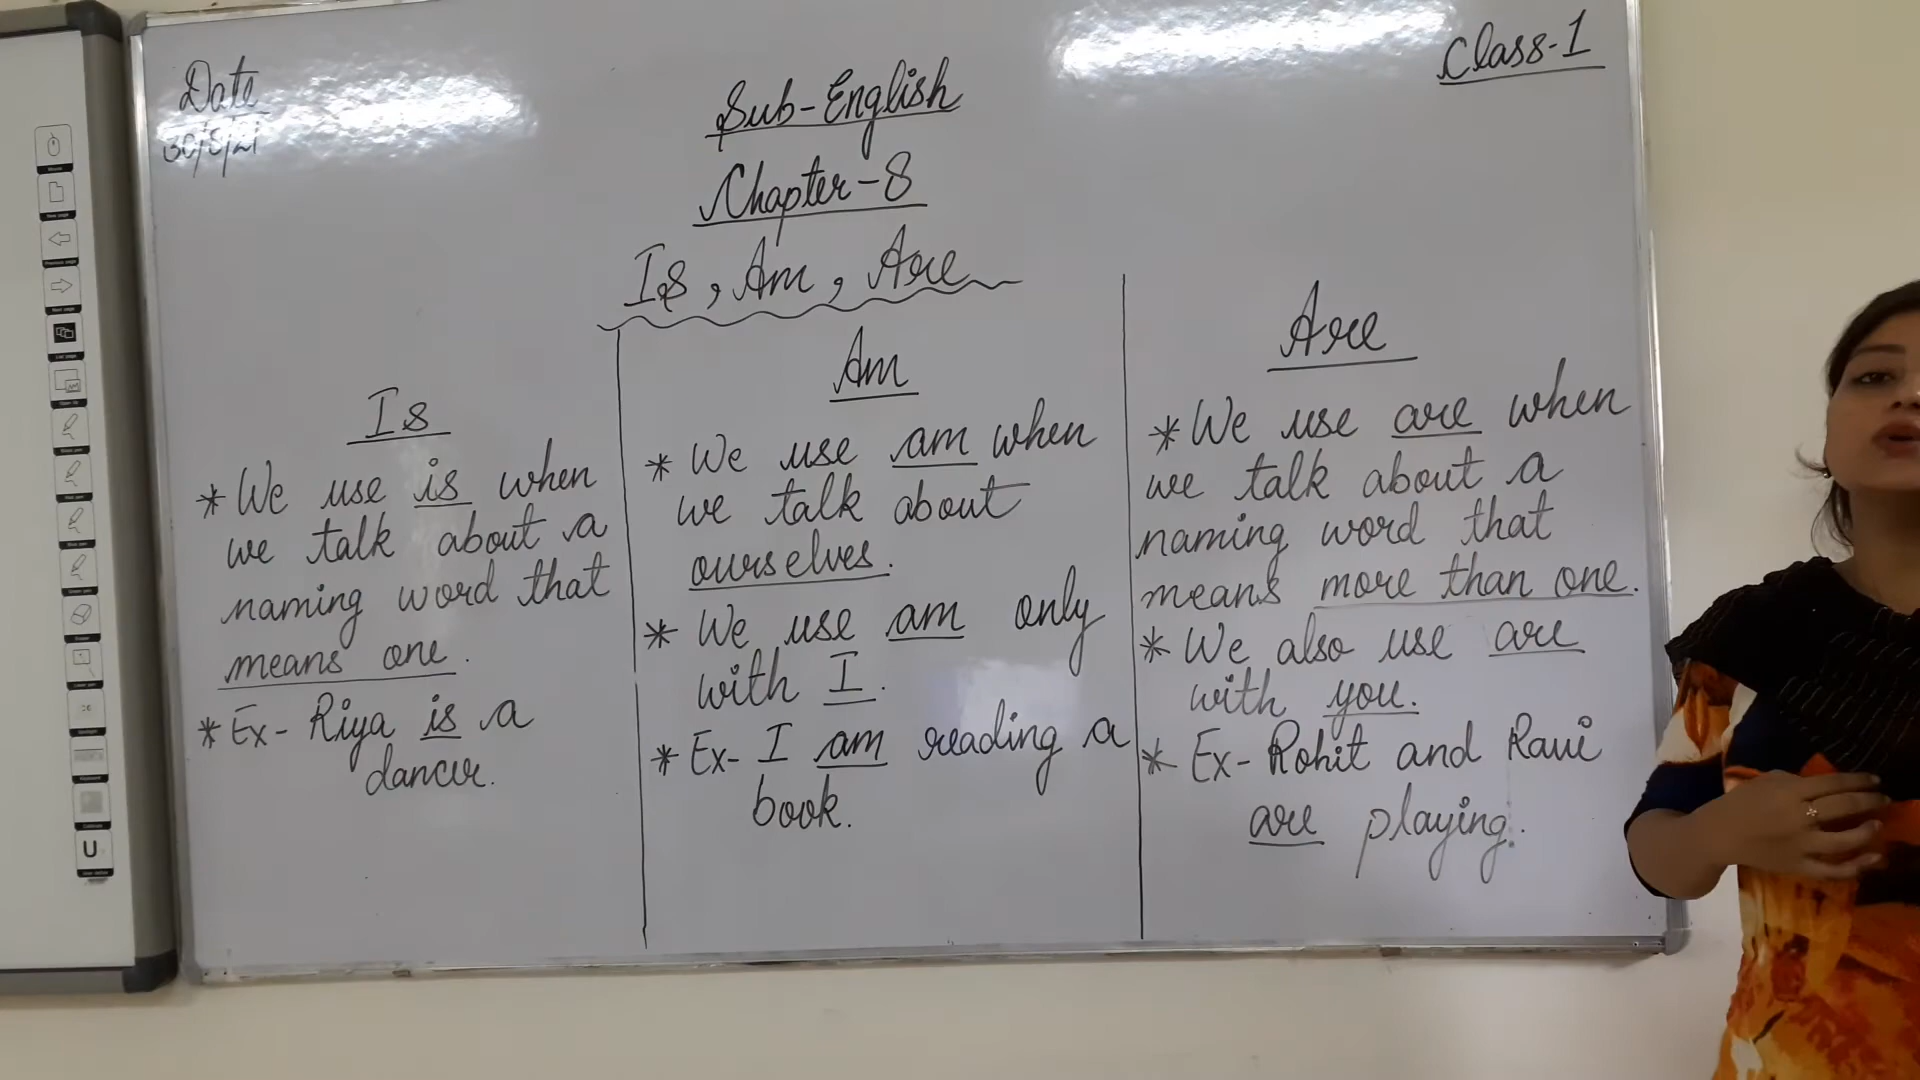 Date
30/8/21
Class-1
Sub-English
Chapter-8
Is, Am, Are
Is
* We use is when
we talk about a
naming word that
means one.
* Ex- Riya is a
dancer.
Am
* We use am when
we talk about
ourselves.
* We use am only
with I.
* Ex- I am reading a
book.
Are
* We use are when
we talk about a
naming word that
means more than one.
* We also use are
with you.
* Ex- Rohit and Ravi
are playing.
U